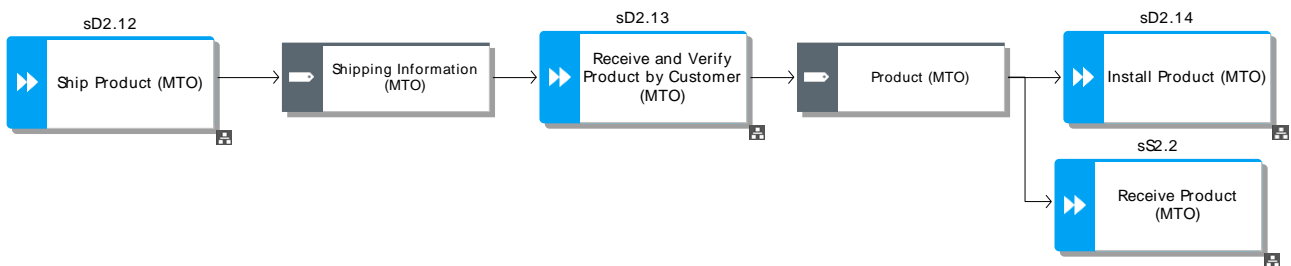 sD2.12
Ship Product (MTO)
Shipping Information
(MTO)
sD2.13
Receive and Verify
Product by Customer
(MTO)
Product (MTO)
sD2.14
Install Product (MTO)
sS2.2
Receive Product
(MTO)